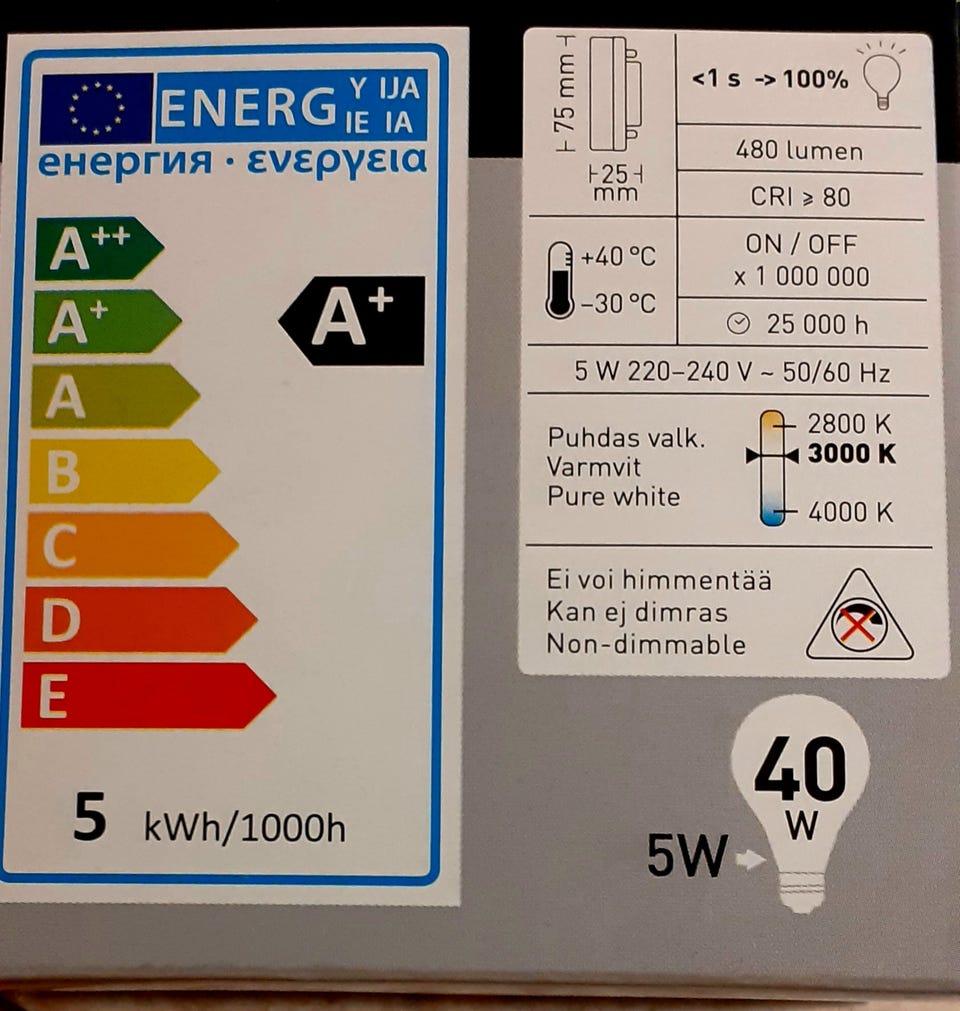 ENERG Y IJA
IE IA
енергия · ενεργεια
A++
A+
A+
A
B
C
D
E
5 kWh/1000h
75 mm
25
mm
<1 s -> 100%
480 lumen
CRI ⩾ 80
+40 °C
-30 °C
ON / OFF
x 1 000 000
25 000 h
5 W 220–240 V ~ 50/60 Hz
Puhdas valk.
Varmvit
Pure white
2800 K
3000 K
4000 K
Ei voi himmentää
Kan ej dimras
Non-dimmable
40
W
5W